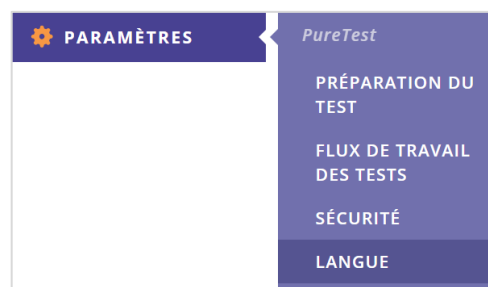 PARAMÈTRES
PureTest
PRÉPARATION DU
TEST
FLUX DE TRAVAIL
DES TESTS
SÉCURITÉ
LANGUE